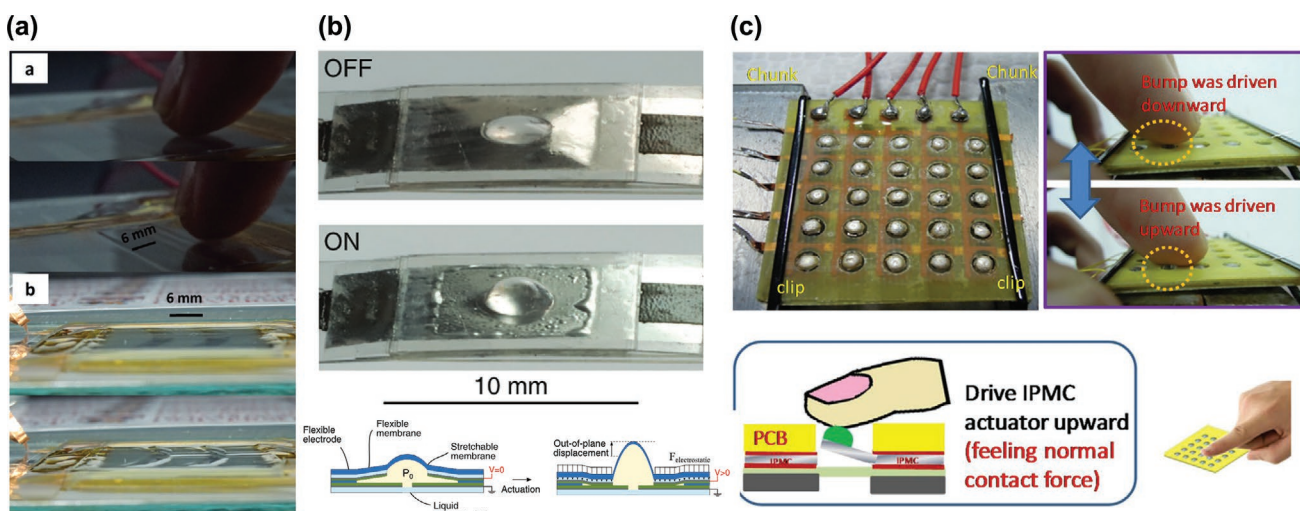 (a)
a
6 mm
b
6 mm
(b)
OFF
ON
10 mm
Flexible
electrode
Flexible
membrane
Stretchable
membrane
P0
V=0
Liquid
Actuation
Out-of-plane
displacement
Felectrostatic
V>0
(c)
Chunk
Chunk
clip
clip
Bump was driven
downward
Bump was driven
upward
PCB
IPMC
IPMC
Drive IPMC
actuator upward
(feeling normal
contact force)